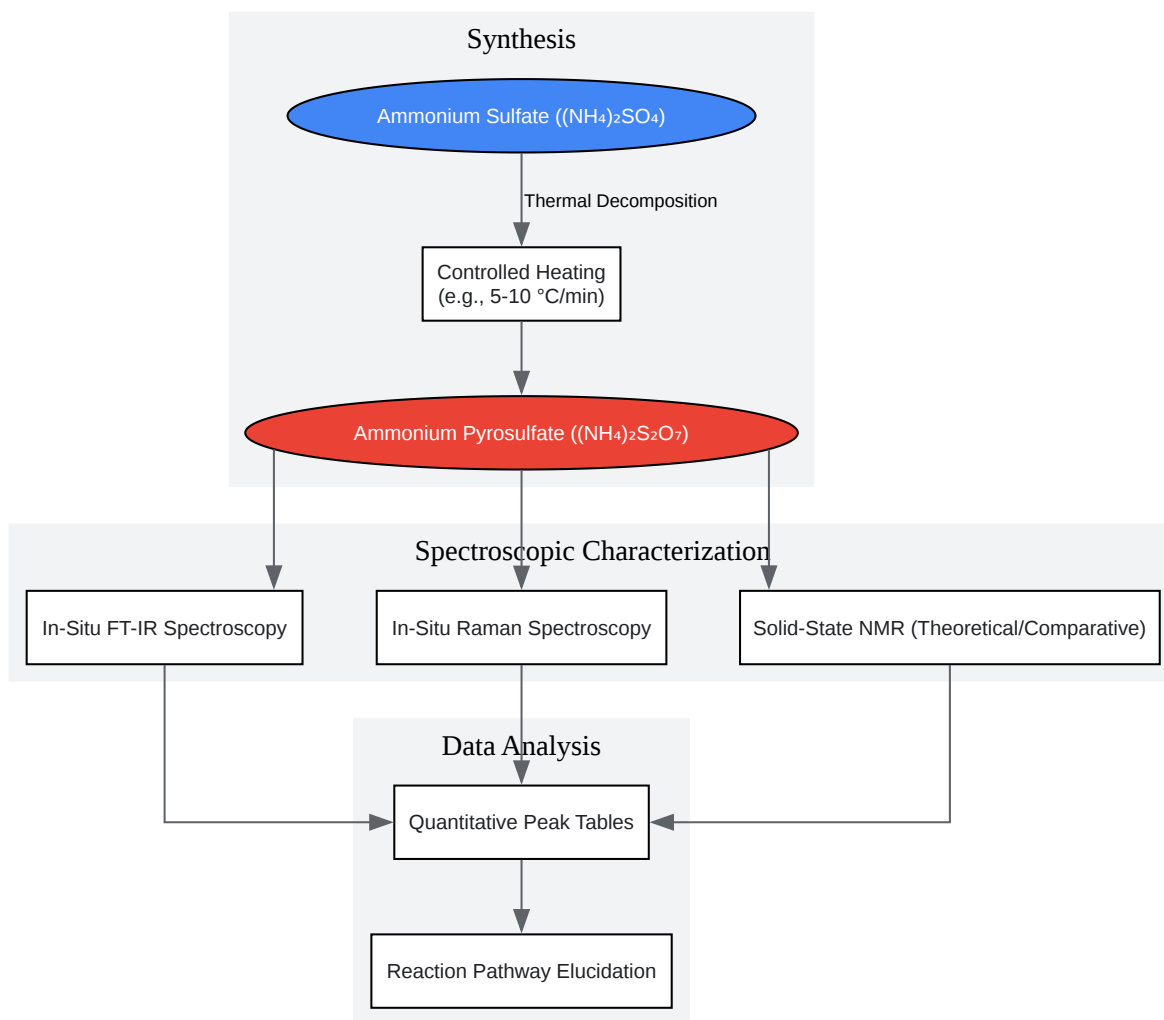 Synthesis
Ammonium Sulfate ((NH₄)₂SO₄)
Thermal Decomposition
Controlled Heating
(e.g., 5-10 °C/min)
Ammonium Pyrosulfate ((NH₄)₂S₂O₇)
Spectroscopic Characterization
In-Situ FT-IR Spectroscopy
In-Situ Raman Spectroscopy
Solid-State NMR (Theoretical/Comparative)
Data Analysis
Quantitative Peak Tables
Reaction Pathway Elucidation